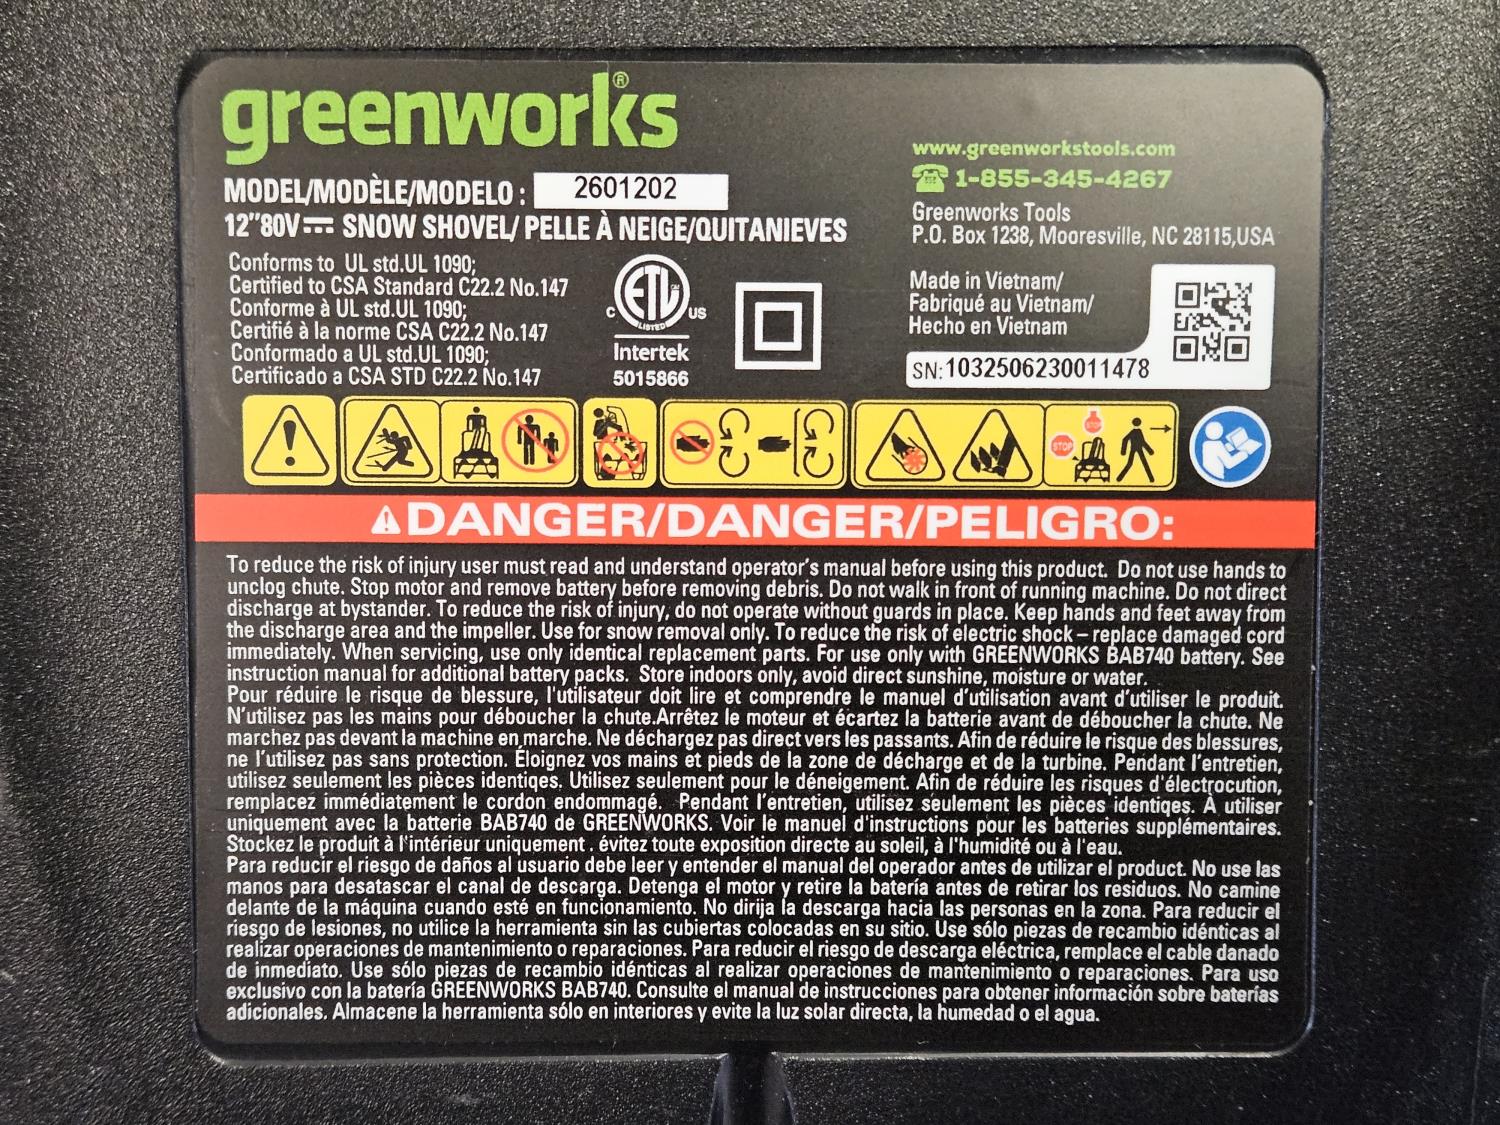 greenworks®
MODEL/MODÈLE/MODELO : 2601202
12"80V⎓ SNOW SHOVEL/ PELLE À NEIGE/QUITANIEVES
www.greenworkstools.com
1-855-345-4267
Greenworks Tools
P.O. Box 1238, Mooresville, NC 28115,USA
Conforms to UL std.UL 1090;
Certified to CSA Standard C22.2 No.147
Conforme à UL std.UL 1090;
Certifié à la norme CSA C22.2 No.147
Conformado a UL std.UL 1090;
Certificado a CSA STD C22.2 No.147
ETL
LISTED
C US
Intertek
5015866
Made in Vietnam/
Fabriqué au Vietnam/
Hecho en Vietnam
SN:1032506230011478
STOP
STOP
DANGER/DANGER/PELIGRO:
To reduce the risk of injury user must read and understand operator's manual before using this product. Do not use hands to
unclog chute. Stop motor and remove battery before removing debris. Do not walk in front of running machine. Do not direct
discharge at bystander. To reduce the risk of injury, do not operate without guards in place. Keep hands and feet away from
the discharge area and the impeller. Use for snow removal only. To reduce the risk of electric shock – replace damaged cord
immediately. When servicing, use only identical replacement parts. For use only with GREENWORKS BAB740 battery. See
instruction manual for additional battery packs. Store indoors only, avoid direct sunshine, moisture or water.
Pour réduire le risque de blessure, l'utilisateur doit lire et comprendre le manuel d'utilisation avant d'utiliser le produit.
N'utilisez pas les mains pour déboucher la chute.Arrêtez le moteur et écartez la batterie avant de déboucher la chute. Ne
marchez pas devant la machine en marche. Ne déchargez pas direct vers les passants. Afin de réduire le risque des blessures,
ne l'utilisez pas sans protection. Éloignez vos mains et pieds de la zone de décharge et de la turbine. Pendant l'entretien,
utilisez seulement les pièces identiqes. Utilisez seulement pour le déneigement. Afin de réduire les risques d'électrocution,
remplacez immédiatement le cordon endommagé. Pendant l'entretien, utilisez seulement les pièces identiqes. À utiliser
uniquement avec la batterie BAB740 de GREENWORKS. Voir le manuel d'instructions pour les batteries supplémentaires.
Stockez le produit à l'intérieur uniquement . évitez toute exposition directe au soleil, à l'humidité ou à l'eau.
Para reducir el riesgo de daños al usuario debe leer y entender el manual del operador antes de utilizar el product. No use las
manos para desatascar el canal de descarga. Detenga el motor y retire la batería antes de retirar los residuos. No camine
delante de la máquina cuando esté en funcionamiento. No dirija la descarga hacia las personas en la zona. Para reducir el
riesgo de lesiones, no utilice la herramienta sin las cubiertas colocadas en su sitio. Use sólo piezas de recambio idénticas al
realizar operaciones de mantenimiento o reparaciones. Para reducir el riesgo de descarga eléctrica, remplace el cable danado
de inmediato. Use sólo piezas de recambio idénticas al realizar operaciones de mantenimiento o reparaciones. Para uso
exclusivo con la batería GREENWORKS BAB740. Consulte el manual de instrucciones para obtener información sobre baterías
adicionales. Almacene la herramienta sólo en interiores y evite la luz solar directa, la humedad o el agua.